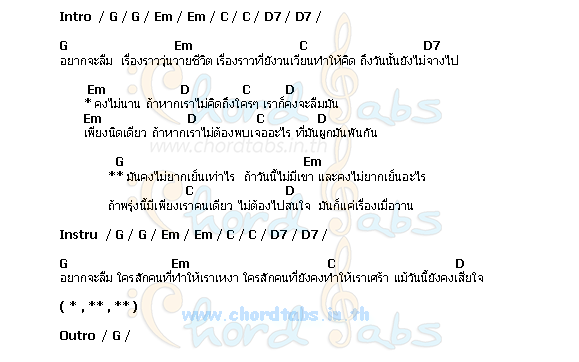 Intro / G / G / Em / Em / C / C / D7 / D7 /
G Em C D7
อยากจะลืม เรื่องราววุ่นวายชีวิต เรื่องราวที่ยังวนเวียนทำให้คิด ถึงวันนั้นยังไม่จางไป
Em D C D
* คงไม่นาน ถ้าหากเราไม่คิดถึงใครๆ เราก็คงจะลืมมัน
Em D C D
เพียงนิดเดียว ถ้าหากเราไม่ต้องพบเจออะไร ที่มันผูกมันพันกัน
www.chordtabs.in.th
G Em
** มันคงไม่ยากเย็นเท่าไร ถ้าวันนี้ไม่มีเขา และคงไม่ยากเย็นอะไร
C D
ถ้าพรุ่งนี้มีเพียงเราคนเดียว ไม่ต้องไปสนใจ มันก็แค่เรื่องเมื่อวาน
Instru / G / G / Em / Em / C / C / D7 / D7 /
G Em C D
อยากจะลืม ใครสักคนที่ทำให้เราเหงา ใครสักคนที่ยังคงทำให้เราเศร้า แม้วันนี้ยังคงเสียใจ
( * , ** , ** )
www.chordtabs.in.th
Outro / G /
Chord Tabs